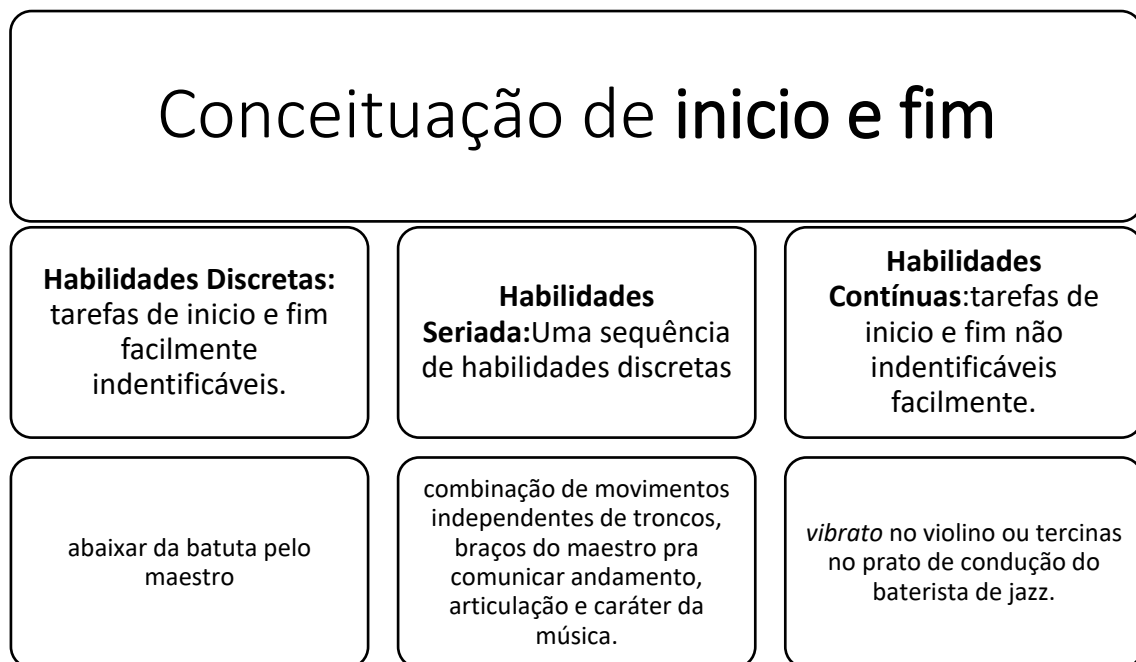 Conceituação de inicio e fim
Habilidades Discretas:
tarefas de inicio e fim
facilmente
indentificáveis.
Habilidades
Seriada:Uma sequência
de habilidades discretas
Habilidades
Contínuas:tarefas de
inicio e fim não
indentificáveis
facilmente.
abaixar da batuta pelo
maestro
combinação de movimentos
independentes de troncos,
braços do maestro pra
comunicar andamento,
articulação e caráter da
música.
vibrato no violino ou tercinas
no prato de condução do
baterista de jazz.